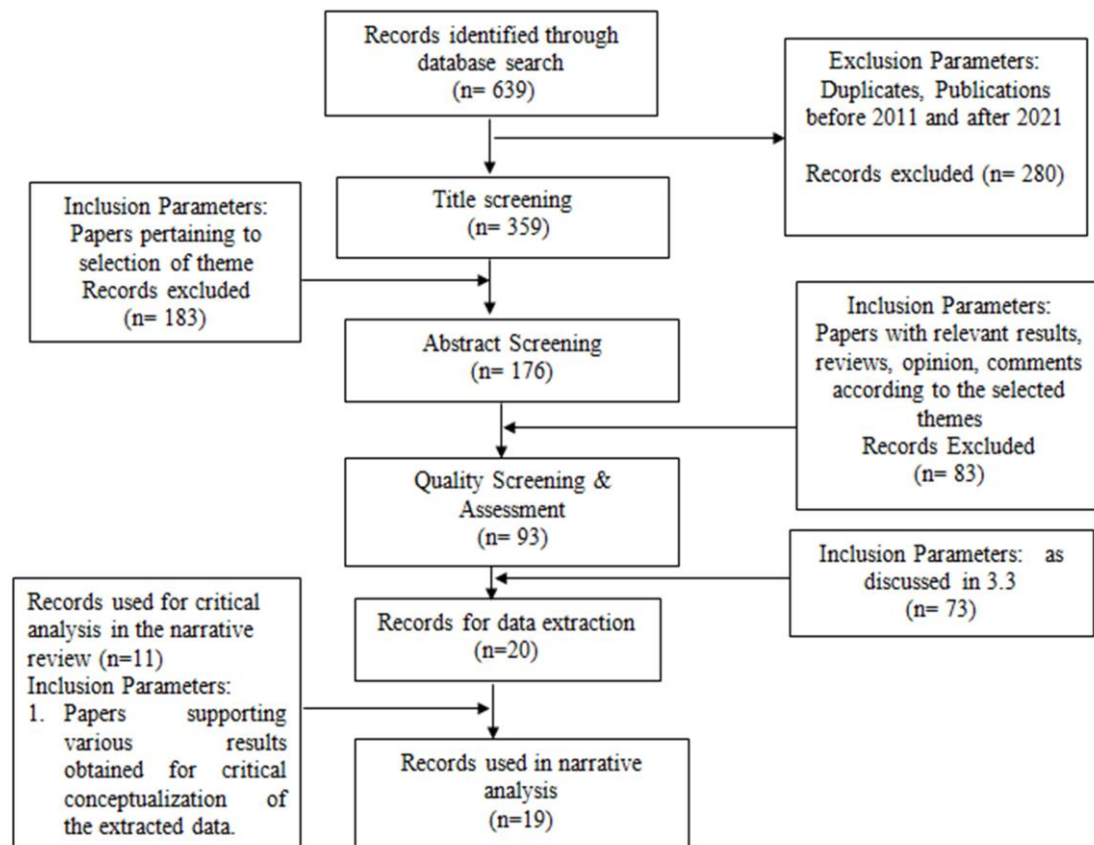 Records identified through
database search
(n= 639)
Exclusion Parameters:
Duplicates, Publications
before 2011 and after 2021
Records excluded (n= 280)
Title screening
(n= 359)
Inclusion Parameters:
Papers pertaining to
selection of theme
Records excluded
(n= 183)
Abstract Screening
(n= 176)
Inclusion Parameters:
Papers with relevant results,
reviews, opinion, comments
according to the selected
themes
Records Excluded
(n= 83)
Quality Screening &
Assessment
(n= 93)
Inclusion Parameters: as
discussed in 3.3
(n= 73)
Records for data extraction
(n=20)
Records used for critical
analysis in the narrative
review (n=11)
Inclusion Parameters:
1. Papers supporting
various results
obtained for critical
conceptualization of
the extracted data.
Records used in narrative
analysis
(n=19)